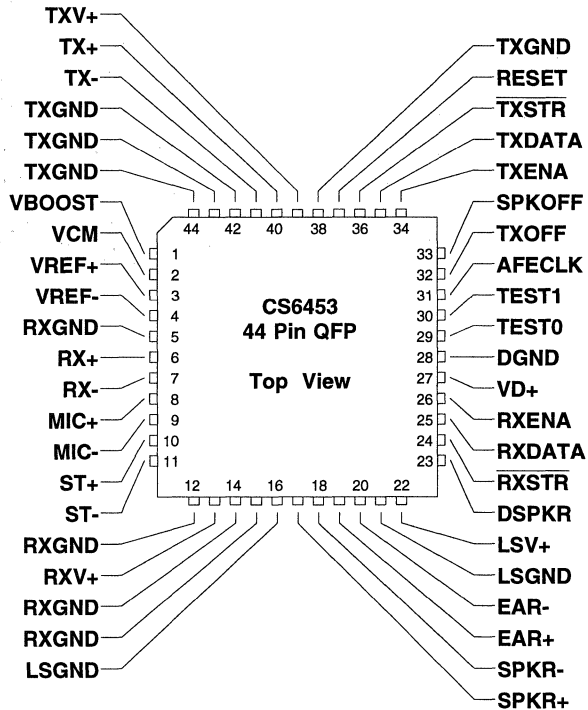 TXV+
TX+
TX-
TXGND
TXGND
TXGND
VBOOST
VCM
VREF+
VREF-
RXGND
RX+
RX-
MIC+
MIC-
ST+
ST-
RXGND
RXV+
RXGND
RXGND
LSGND
TXGND
RESET
TXSTR
TXDATA
TXENA
SPKOFF
TXOFF
AFECLK
TEST1
TEST0
DGND
VD+
RXENA
RXDATA
RXSTR
DSPKR
LSV+
LSGND
EAR-
EAR+
SPKR-
SPKR+
44 42 40 38 36 34
1
2
3
4
5
6
7
8
9
10
11
33
32
31
30
29
28
27
26
25
24
23
CS6453
44 Pin QFP
Top View
12 14 16 18 20 22